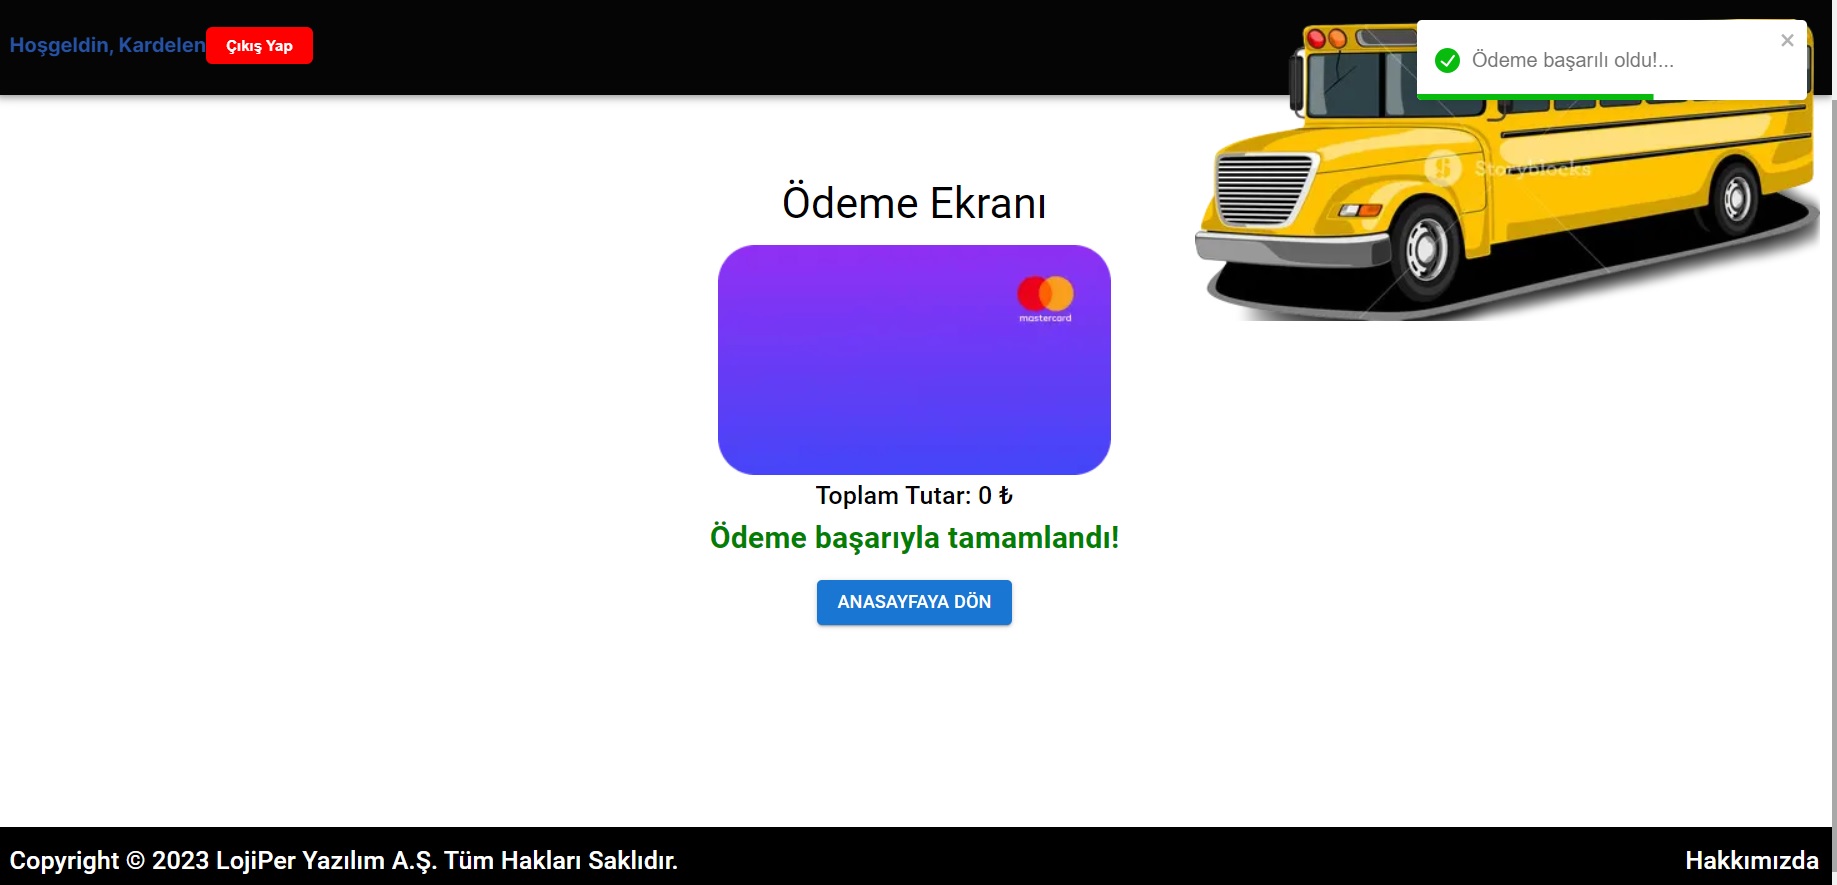 Hoşgeldin, Kardelen
Çıkış Yap
Ödeme başarılı oldu!...
Storyblocks
Ödeme Ekranı
mastercard
Toplam Tutar: 0 ₺
Ödeme başarıyla tamamlandı!
ANASAYFAYA DÖN
Copyright © 2023 LojiPer Yazılım A.Ş. Tüm Hakları Saklıdır.
Hakkımızda